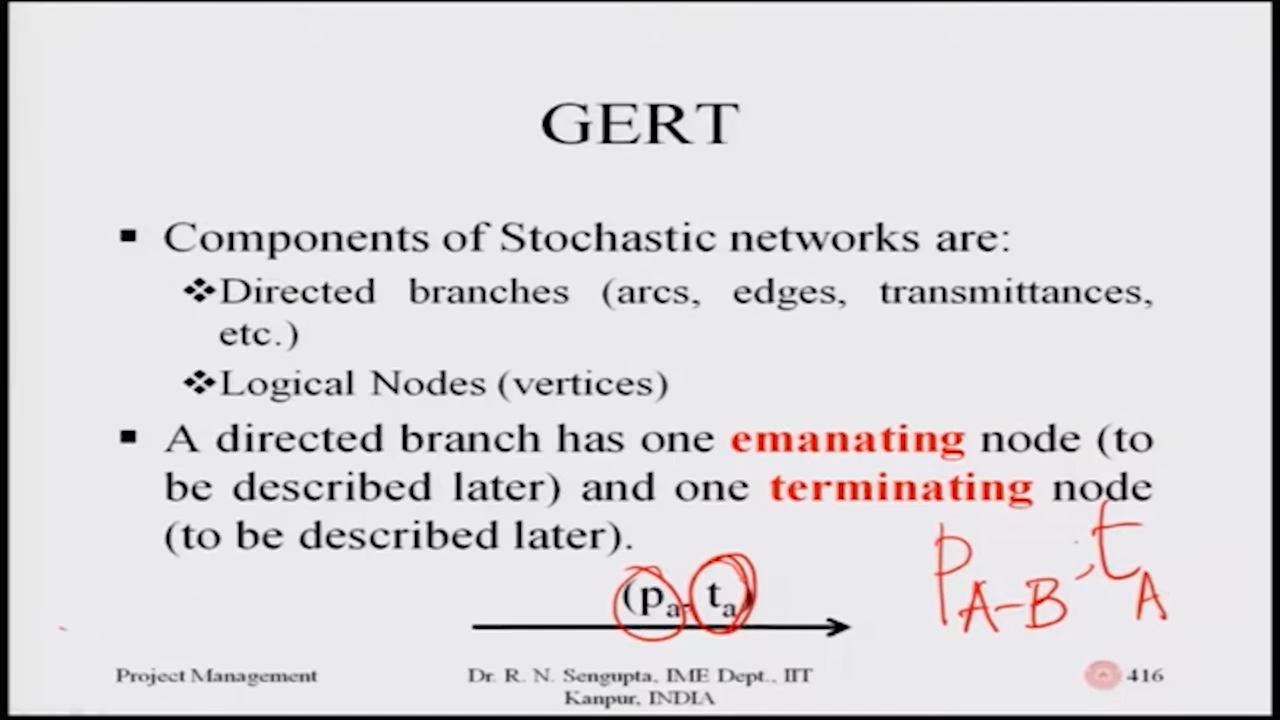 GERT
▪ Components of Stochastic networks are:
❖Directed branches (arcs, edges, transmittances,
etc.)
❖Logical Nodes (vertices)
▪ A directed branch has one emanating node (to
be described later) and one terminating node
(to be described later).
(pa, ta)
PA-B, tA
Project Management
Dr. R. N. Sengupta, IME Dept., IIT
Kanpur, INDIA
416